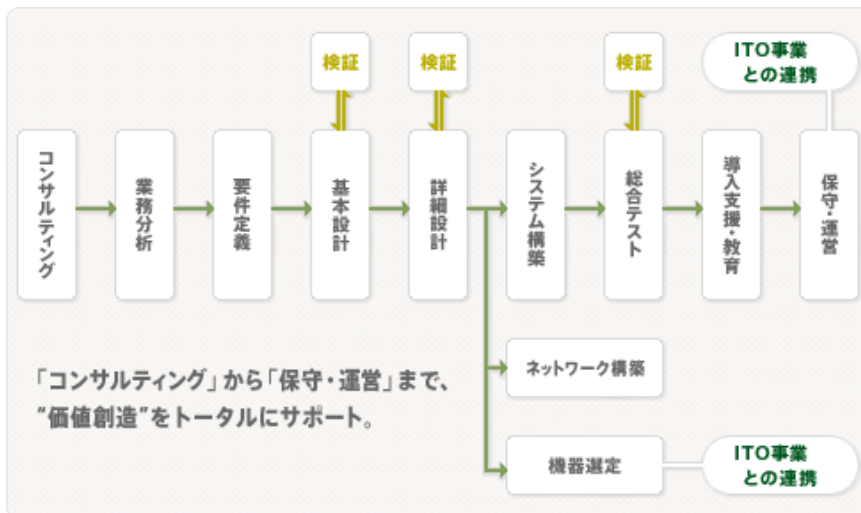 検証
検証
検証
ITO事業
との連携
コンサルティング
業務分析
要件定義
基本設計
詳細設計
システム構築
総合テスト
導入支援・教育
保守・運営
ネットワーク構築
「コンサルティング」から「保守・運営」まで、
“価値創造”をトータルにサポート。
機器選定
ITO事業
との連携